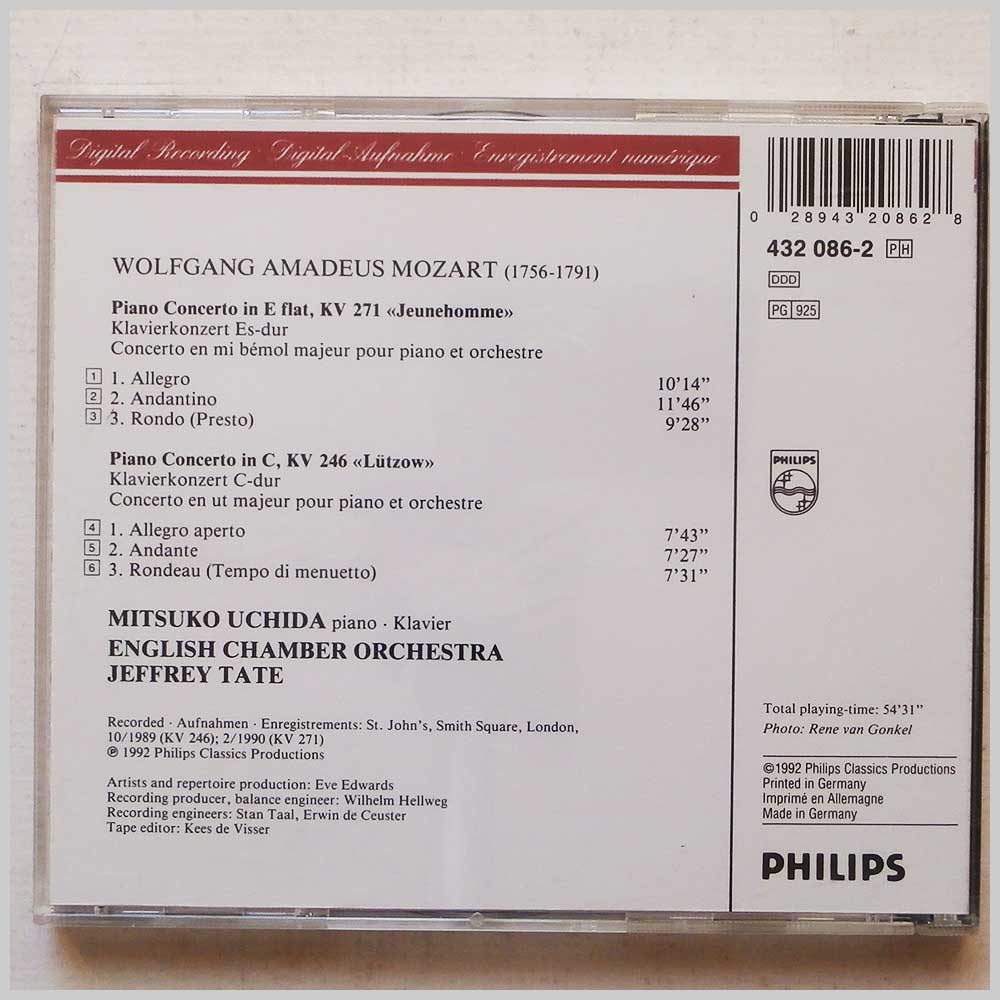 Digital Recording · Digital-Aufnahme · Enregistrement numérique
WOLFGANG AMADEUS MOZART (1756-1791)
Piano Concerto in E flat, KV 271 «Jeunehomme»
Klavierkonzert Es-dur
Concerto en mi bémol majeur pour piano et orchestre
1 1. Allegro 10’14”
2 2. Andantino 11’46”
3 3. Rondo (Presto) 9’28”
Piano Concerto in C, KV 246 «Lützow»
Klavierkonzert C-dur
Concerto en ut majeur pour piano et orchestre
4 1. Allegro aperto 7’43”
5 2. Andante 7’27”
6 3. Rondeau (Tempo di menuetto) 7’31”
MITSUKO UCHIDA piano · Klavier
ENGLISH CHAMBER ORCHESTRA
JEFFREY TATE
Recorded · Aufnahmen · Enregistrements: St. John’s, Smith Square, London,
10/1989 (KV 246); 2/1990 (KV 271)
℗ 1992 Philips Classics Productions
Artists and repertoire production: Eve Edwards
Recording producer, balance engineer: Wilhelm Hellweg
Recording engineers: Stan Taal, Erwin de Ceuster
Tape editor: Kees de Visser
0 28943 20862 8
432 086-2 PH
DDD
PG 925
PHILIPS
Total playing-time: 54’31”
Photo: Rene van Gonkel
©1992 Philips Classics Productions
Printed in Germany
Imprimé en Allemagne
Made in Germany
PHILIPS